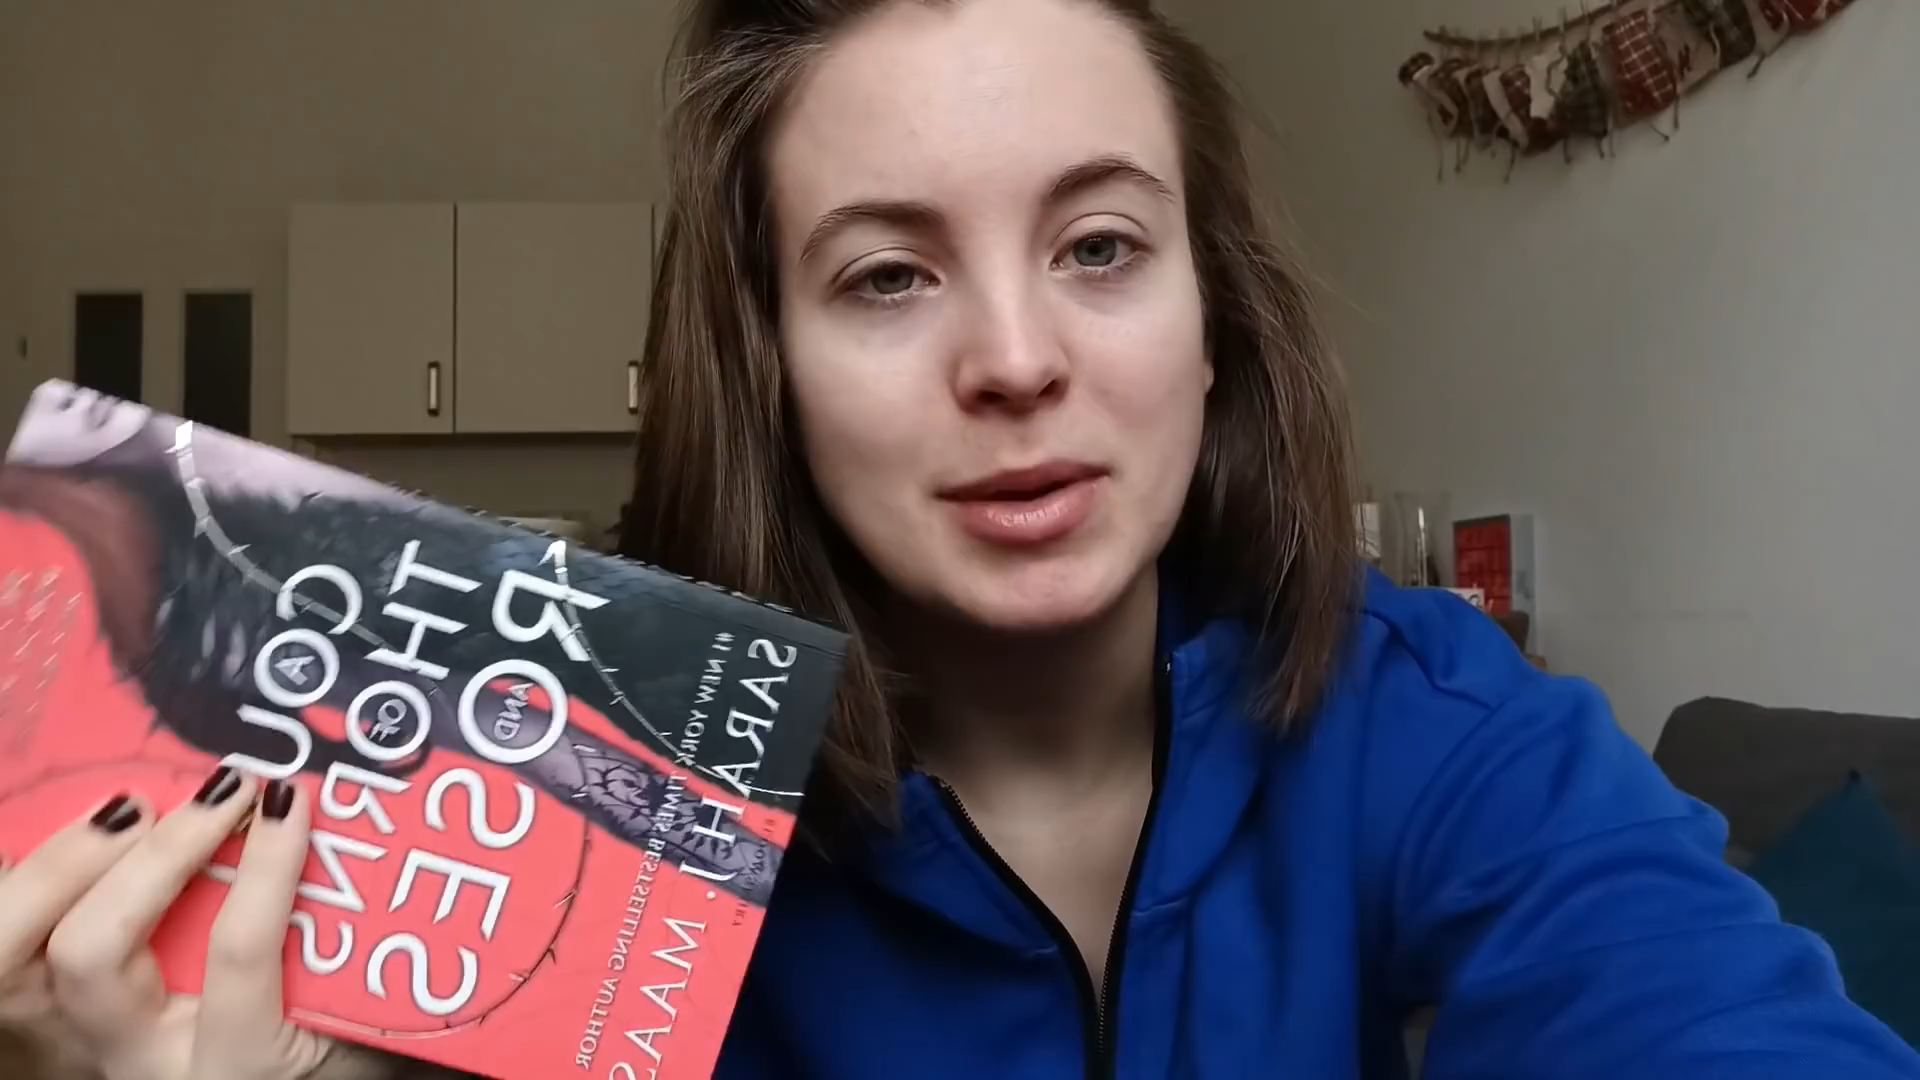 A
COURT
OF
THORNS
AND
ROSES
#1 NEW YORK TIMES BESTSELLING AUTHOR
SARAH J. MAAS